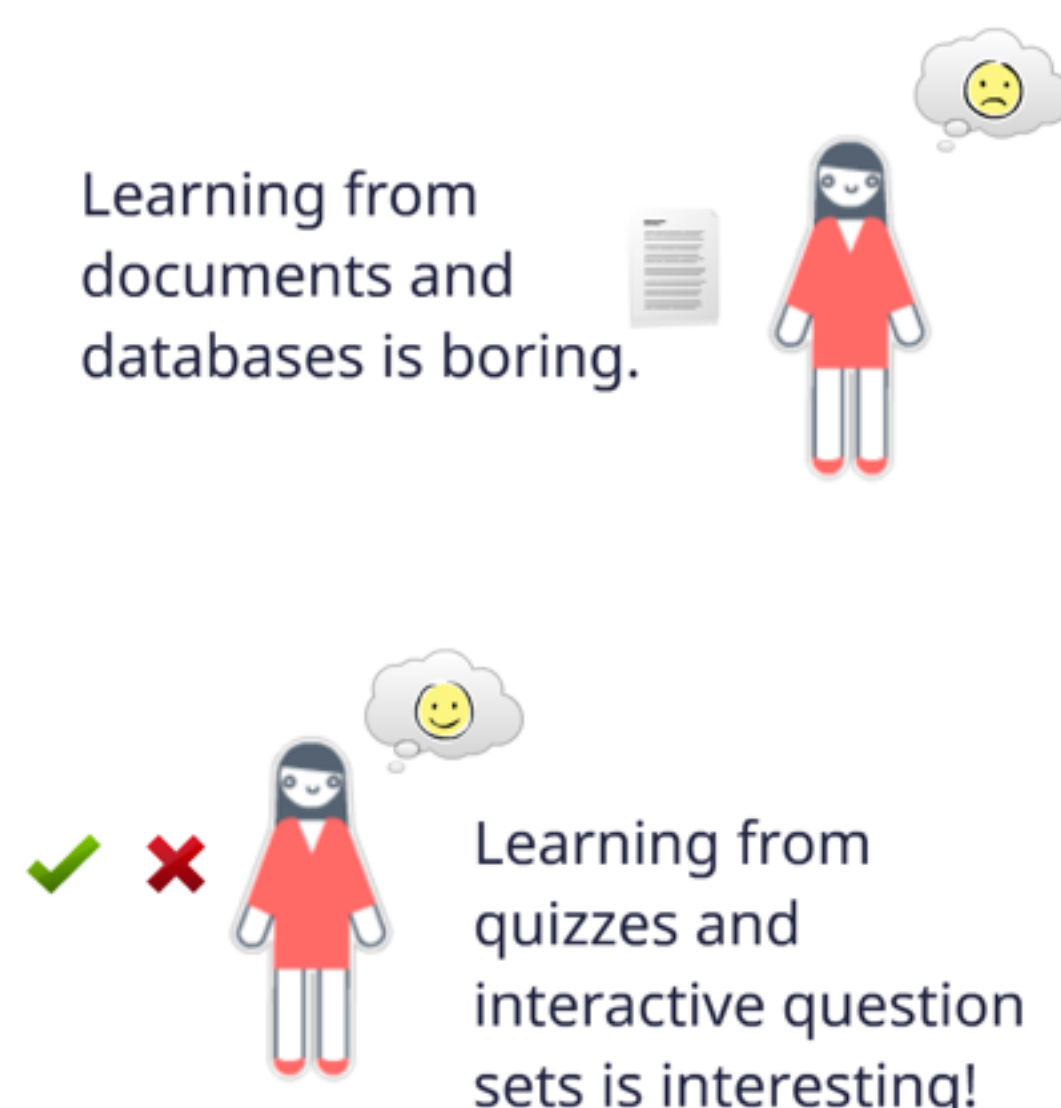 Learning from
documents and
databases is boring.
Learning from
quizzes and
interactive question
sets is interesting!